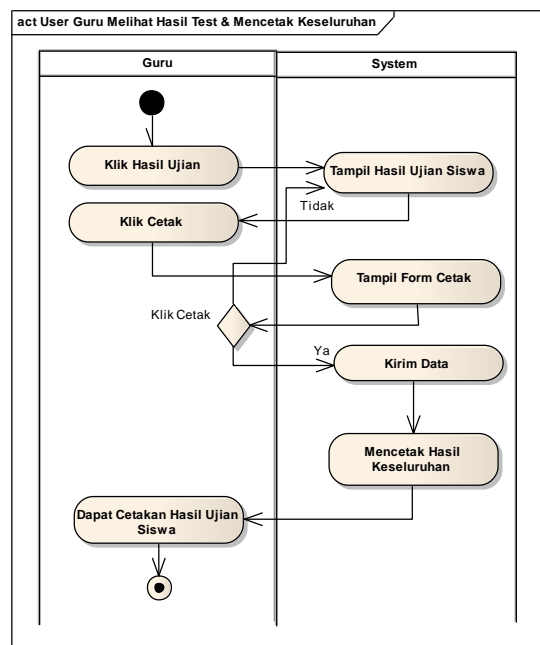 act User Guru Melihat Hasil Test & Mencetak Keseluruhan
Guru
System
Klik Hasil Ujian
Tampil Hasil Ujian Siswa
Tidak
Klik Cetak
Tampil Form Cetak
Klik Cetak
Ya
Kirim Data
Mencetak Hasil
Keseluruhan
Dapat Cetakan Hasil Ujian
Siswa